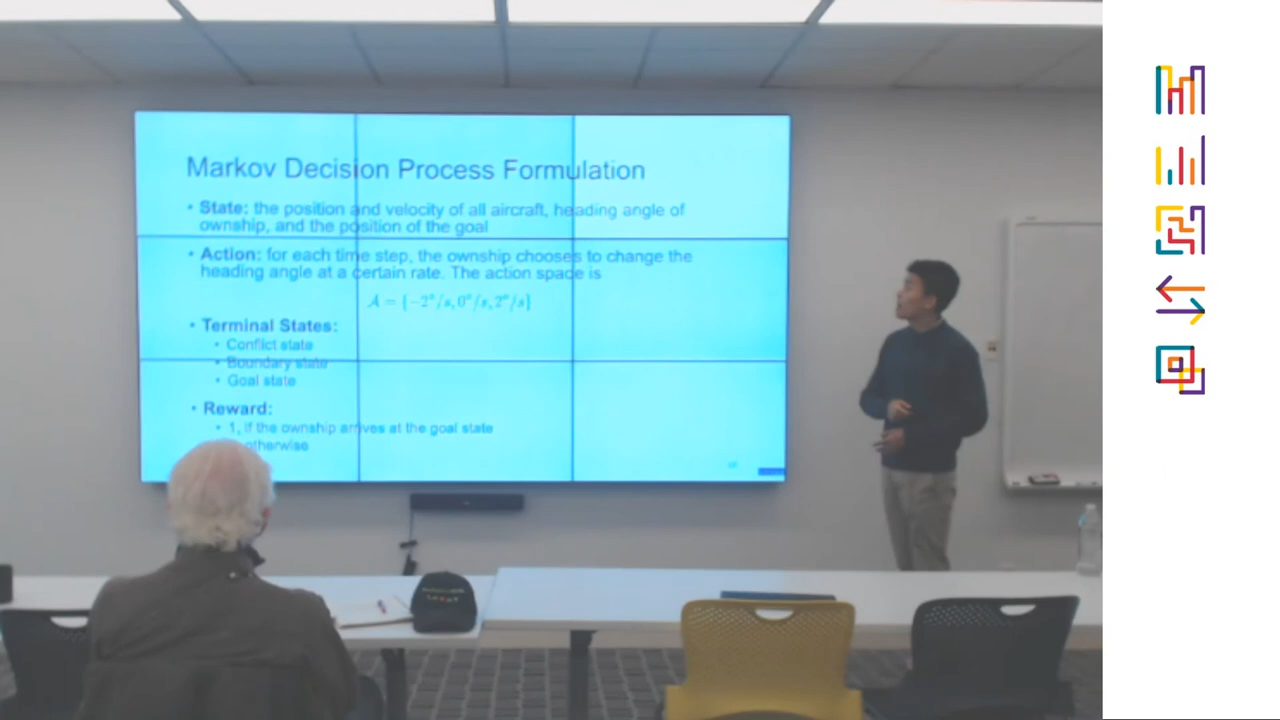 Markov Decision Process Formulation
• State: the position and velocity of all aircraft, heading angle of
ownship, and the position of the goal
• Action: for each time step, the ownship chooses to change the
heading angle at a certain rate. The action space is
𝒜 = {−2°/s, 0°/s, 2°/s}
• Terminal States:
• Conflict state
• Boundary state
• Goal state
• Reward:
• 1, if the ownship arrives at the goal state
otherwise